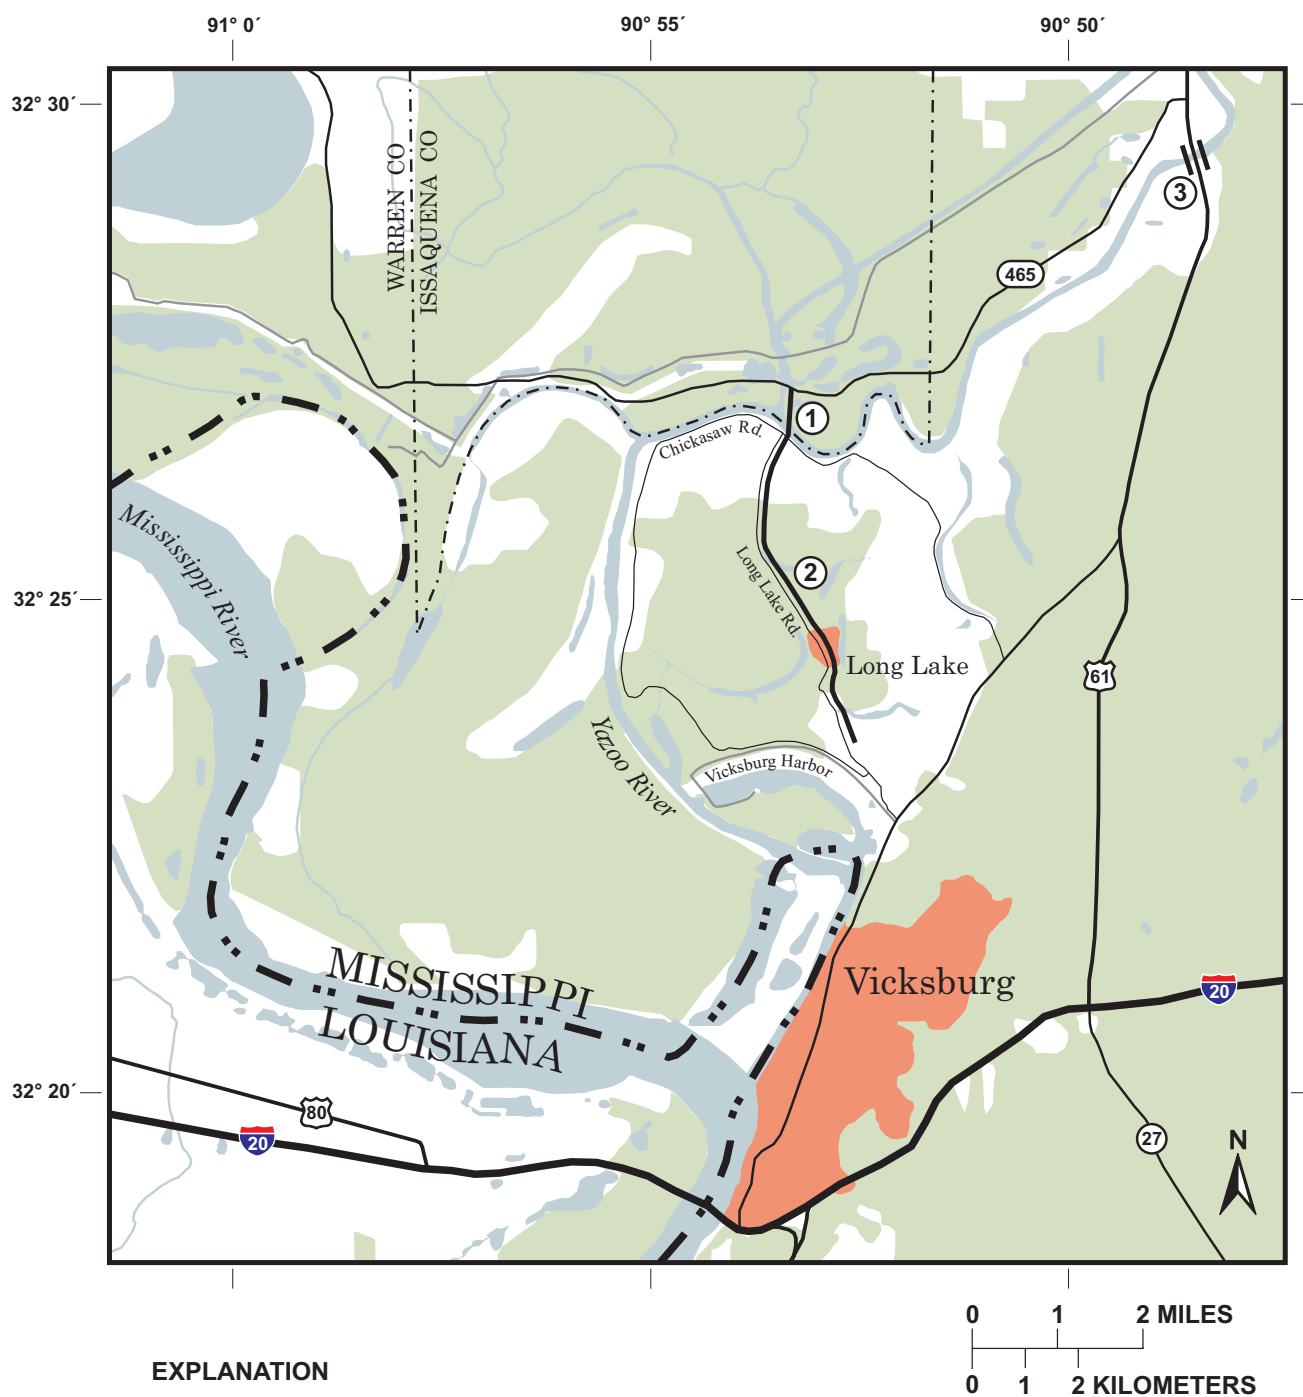 91° 0´
90° 55´
90° 50´
32° 30´
WARREN CO
ISSAQUENA CO
3
465
1
Chickasaw Rd.
Mississippi River
2
Long Lake Rd.
32° 25´
Long Lake
61
Yazoo River
Vicksburg Harbor
MISSISSIPPI
LOUISIANA
Vicksburg
20
32° 20´
80
20
27
N
0 1 2 MILES
0 1 2 KILOMETERS
EXPLANATION